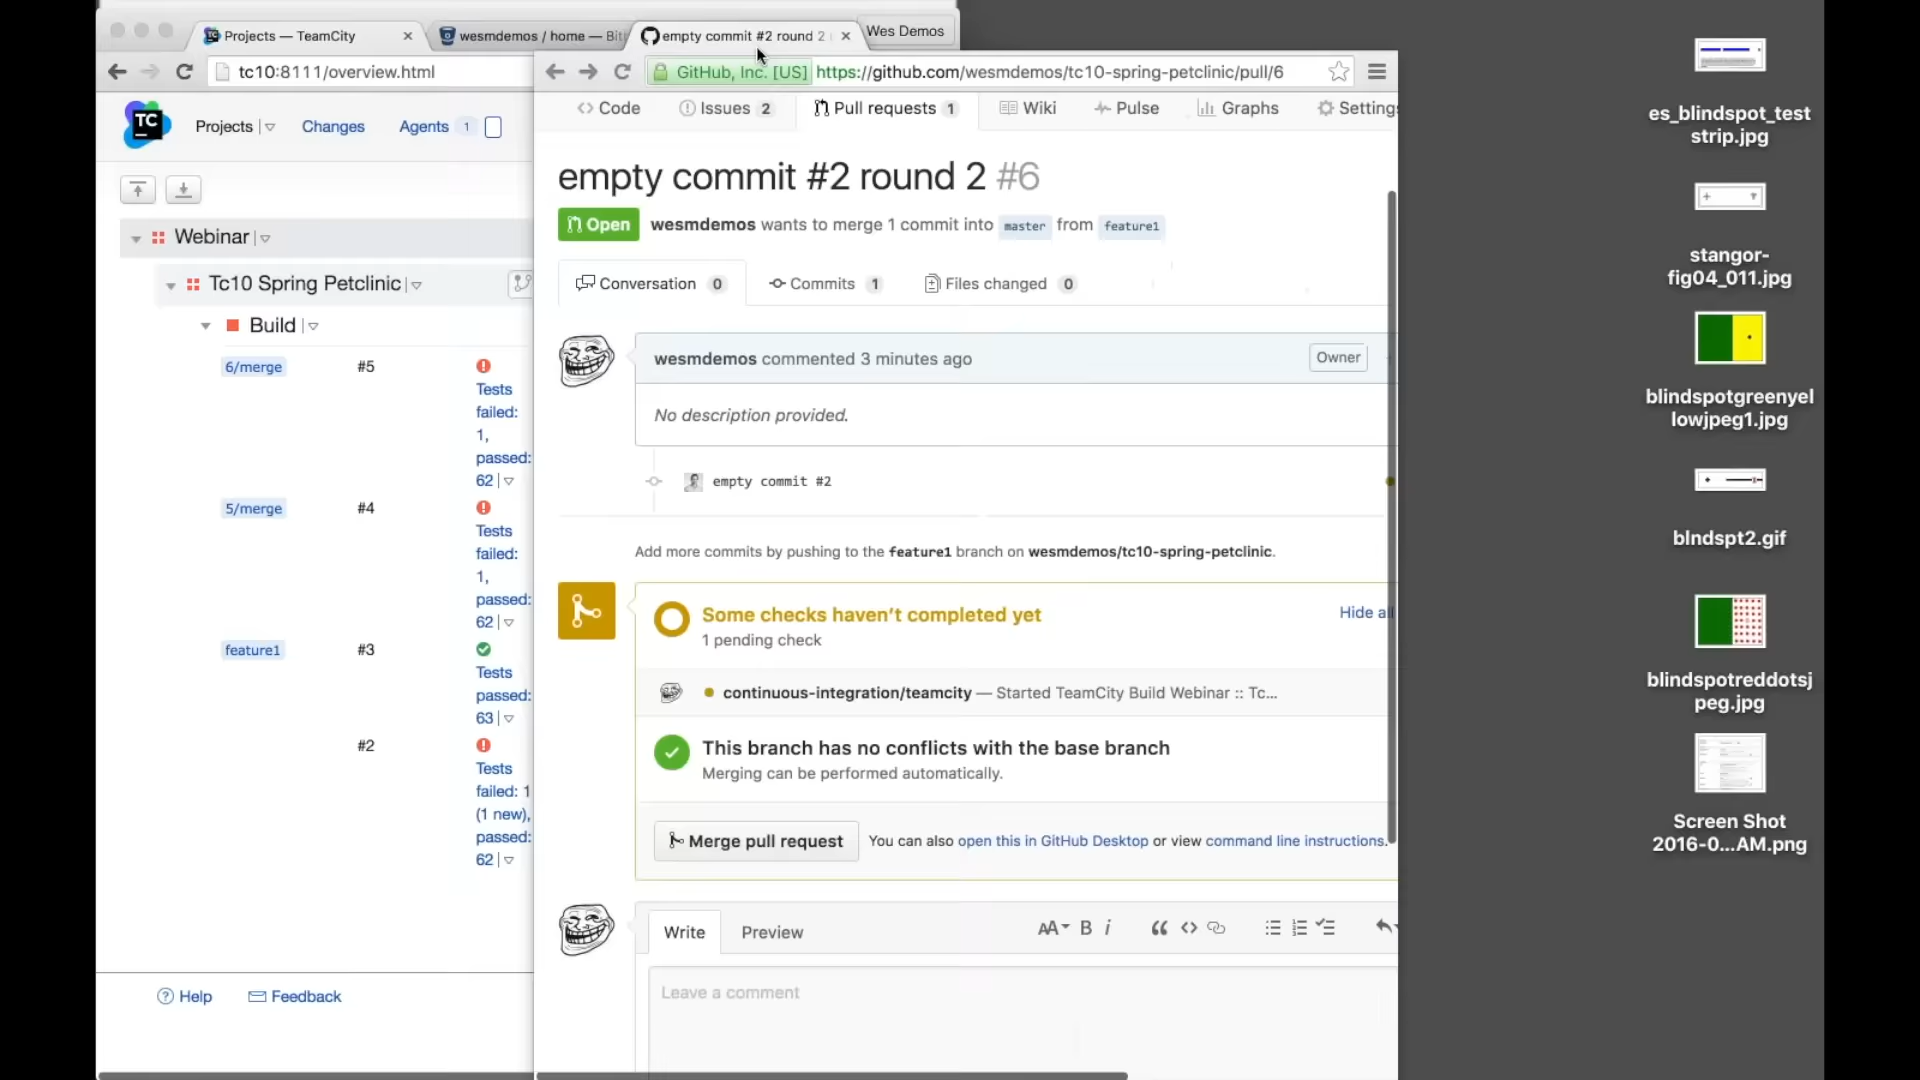 Projects — TeamCity
wesmdemos / home — Bit
empty commit #2 round 2
Wes Demos
tc10:8111/overview.html
GitHub, Inc. [US] https://github.com/wesmdemos/tc10-spring-petclinic/pull/6
TC
Projects
Changes
Agents 1
Webinar
Tc10 Spring Petclinic
Build
6/merge #5
Tests
failed:
1,
passed:
62
5/merge #4
Tests
failed:
1,
passed:
62
feature1 #3
Tests
passed:
63
#2
Tests
failed: 1
(1 new),
passed:
62
Help Feedback
Code Issues 2 Pull requests 1 Wiki Pulse Graphs Settings
empty commit #2 round 2 #6
Open wesmdemos wants to merge 1 commit into master from feature1
Conversation 0 Commits 1 Files changed 0
wesmdemos commented 3 minutes ago Owner
No description provided.
empty commit #2
Add more commits by pushing to the feature1 branch on wesmdemos/tc10-spring-petclinic.
Some checks haven't completed yet Hide all
1 pending check
continuous-integration/teamcity — Started TeamCity Build Webinar :: Tc...
This branch has no conflicts with the base branch
Merging can be performed automatically.
Merge pull request You can also open this in GitHub Desktop or view command line instructions.
Write Preview AA B i
Leave a comment
es_blindspot_test
strip.jpg
stangor-
fig04_011.jpg
blindspotgreenyel
lowjpeg1.jpg
blndspt2.gif
blindspotreddotsj
peg.jpg
Screen Shot
2016-0...AM.png